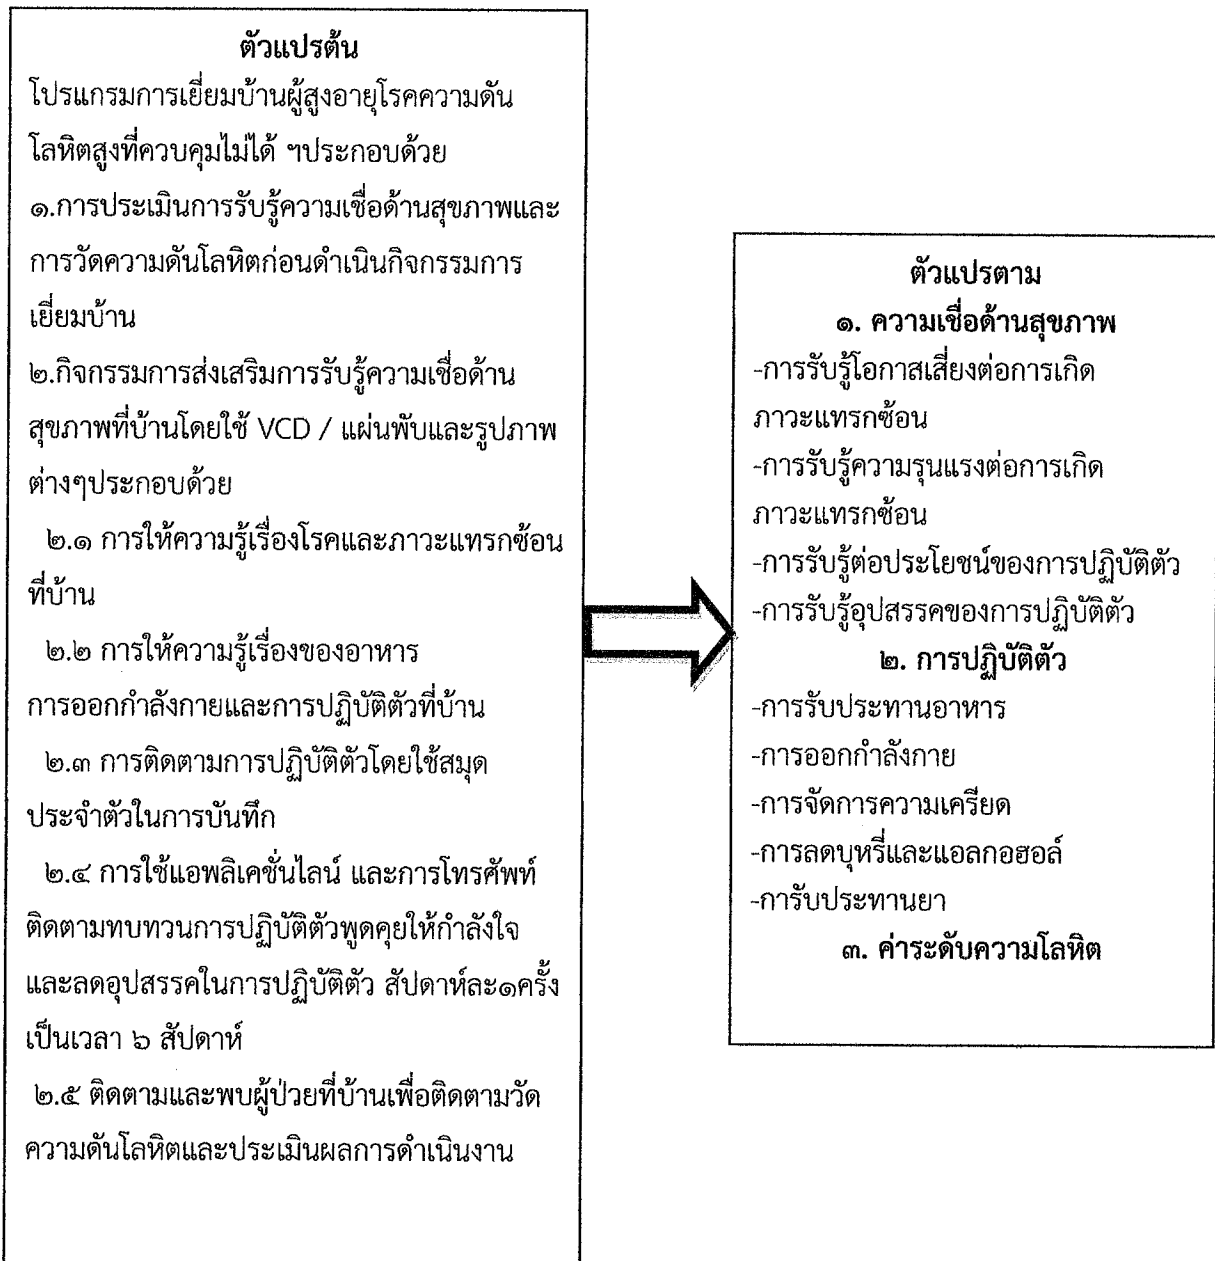 ตัวแปรต้น
โปรแกรมการเยี่ยมบ้านผู้สูงอายุโรคความดัน
โลหิตสูงที่ควบคุมไม่ได้ ฯประกอบด้วย
๑.การประเมินการรับรู้ความเชื่อด้านสุขภาพและ
การวัดความดันโลหิตก่อนดำเนินกิจกรรมการ
เยี่ยมบ้าน
๒.กิจกรรมการส่งเสริมการรับรู้ความเชื่อด้าน
สุขภาพที่บ้านโดยใช้ VCD / แผ่นพับและรูปภาพ
ต่างๆประกอบด้วย
๒.๑ การให้ความรู้เรื่องโรคและภาวะแทรกซ้อน
ที่บ้าน
๒.๒ การให้ความรู้เรื่องของอาหาร
การออกกำลังกายและการปฏิบัติตัวที่บ้าน
๒.๓ การติดตามการปฏิบัติตัวโดยใช้สมุด
ประจำตัวในการบันทึก
๒.๔ การใช้แอพลิเคชั่นไลน์ และการโทรศัพท์
ติดตามทบทวนการปฏิบัติตัวพูดคุยให้กำลังใจ
และลดอุปสรรคในการปฏิบัติตัว สัปดาห์ละ๑ครั้ง
เป็นเวลา ๖ สัปดาห์
๒.๕ ติดตามและพบผู้ป่วยที่บ้านเพื่อติดตามวัด
ความดันโลหิตและประเมินผลการดำเนินงาน
ตัวแปรตาม
๑. ความเชื่อด้านสุขภาพ
-การรับรู้โอกาสเสี่ยงต่อการเกิด
ภาวะแทรกซ้อน
-การรับรู้ความรุนแรงต่อการเกิด
ภาวะแทรกซ้อน
-การรับรู้ต่อประโยชน์ของการปฏิบัติตัว
-การรับรู้อุปสรรคของการปฏิบัติตัว
๒. การปฏิบัติตัว
-การรับประทานอาหาร
-การออกกำลังกาย
-การจัดการความเครียด
-การลดบุหรี่และแอลกอฮอล์
-การับประทานยา
๓. ค่าระดับความโลหิต